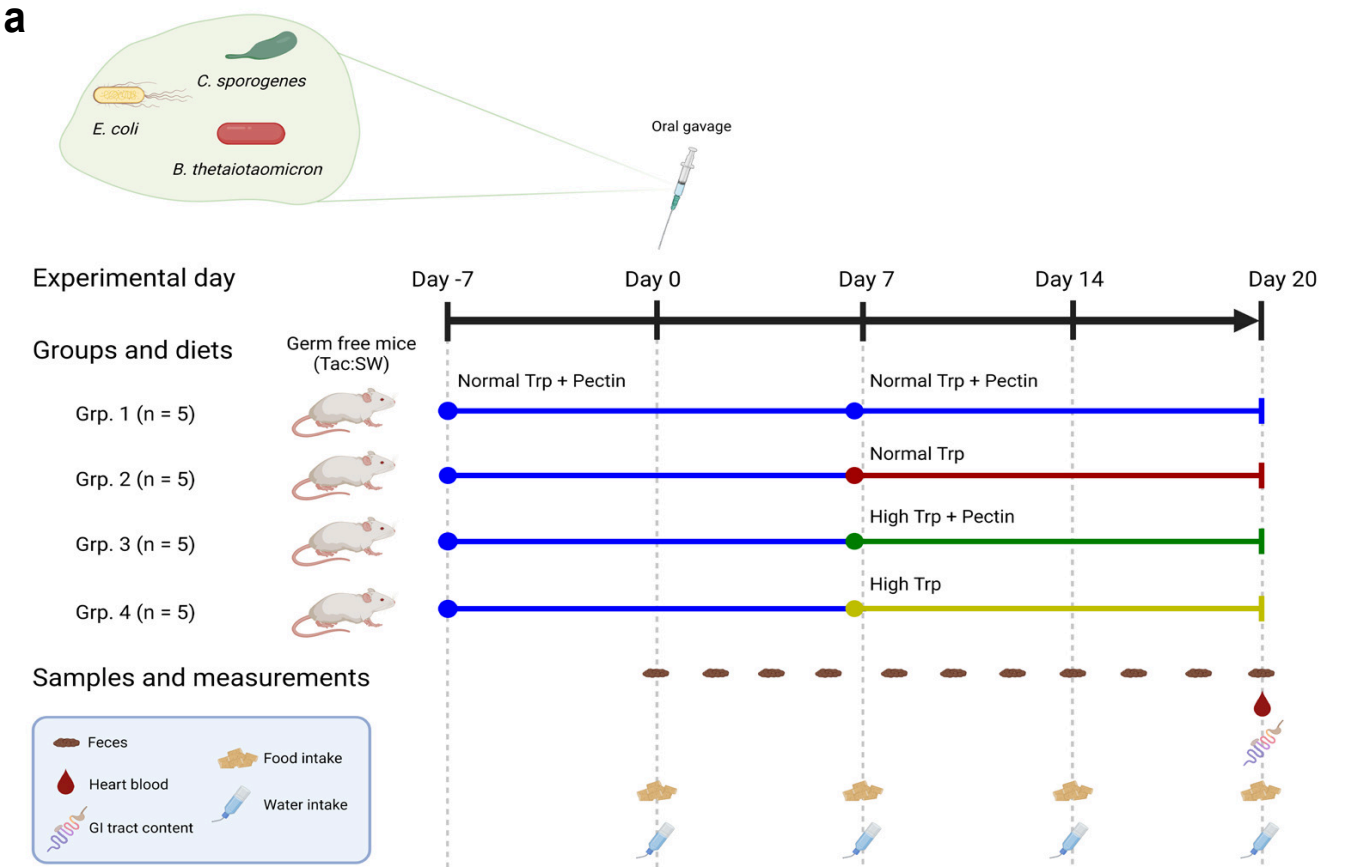 a
C. sporogenes
E. coli
B. thetaiotaomicron
Oral gavage
Experimental day
Day -7
Day 0
Day 7
Day 14
Day 20
Groups and diets
Germ free mice
(Tac:SW)
Normal Trp + Pectin
Normal Trp + Pectin
Grp. 1 (n = 5)
Normal Trp
Grp. 2 (n = 5)
High Trp + Pectin
Grp. 3 (n = 5)
High Trp
Grp. 4 (n = 5)
Samples and measurements
Feces
Food intake
Heart blood
Water intake
GI tract content